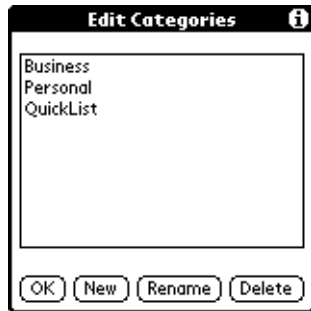 Edit Categories i
Business
Personal
QuickList
OK New Rename Delete